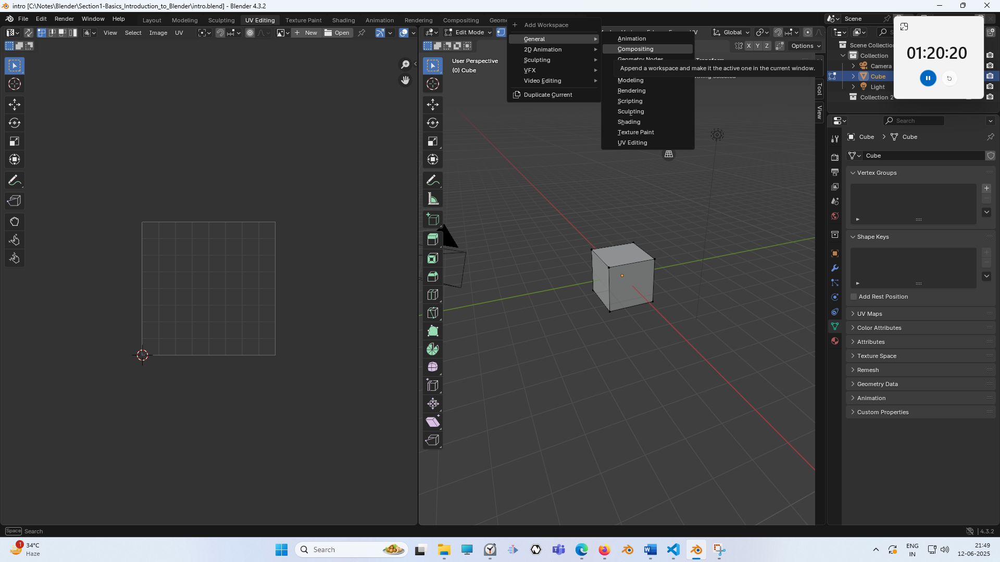 intro [C:\Notes\Blender\Section1-Basics_Introduction_to_Blender\intro.blend] - Blender 4.3.2
File Edit Render Window Help
Layout Modeling Sculpting UV Editing Texture Paint Shading Animation Rendering Compositing
Scene
View Select Image UV
New Open
Edit Mode
Global
X Y Z Options
User Perspective
(0) Cube
+ Add Workspace
General
2D Animation
Sculpting
VFX
Video Editing
Duplicate Current
Animation
Compositing
Geometry Nodes
Append a workspace and make it the active one in the current window.
Modeling
Rendering
Scripting
Sculpting
Shading
Texture Paint
UV Editing
Transform
Tool
View
Scene Collection
Collection
Camera
Cube
Light
Collection 2
01:20:20
Search
Cube > Cube
Cube
Vertex Groups
Shape Keys
Add Rest Position
UV Maps
Color Attributes
Attributes
Texture Space
Remesh
Geometry Data
Animation
Custom Properties
Space Search
4.3.2
1
34°C
Haze
Search
ENG
IN
21:49
12-06-2025